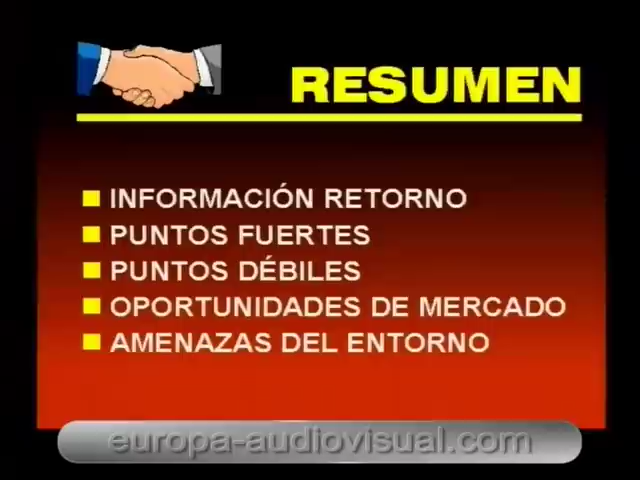 RESUMEN
INFORMACIÓN RETORNO
PUNTOS FUERTES
PUNTOS DÉBILES
OPORTUNIDADES DE MERCADO
AMENAZAS DEL ENTORNO
europa-audiovisual.com